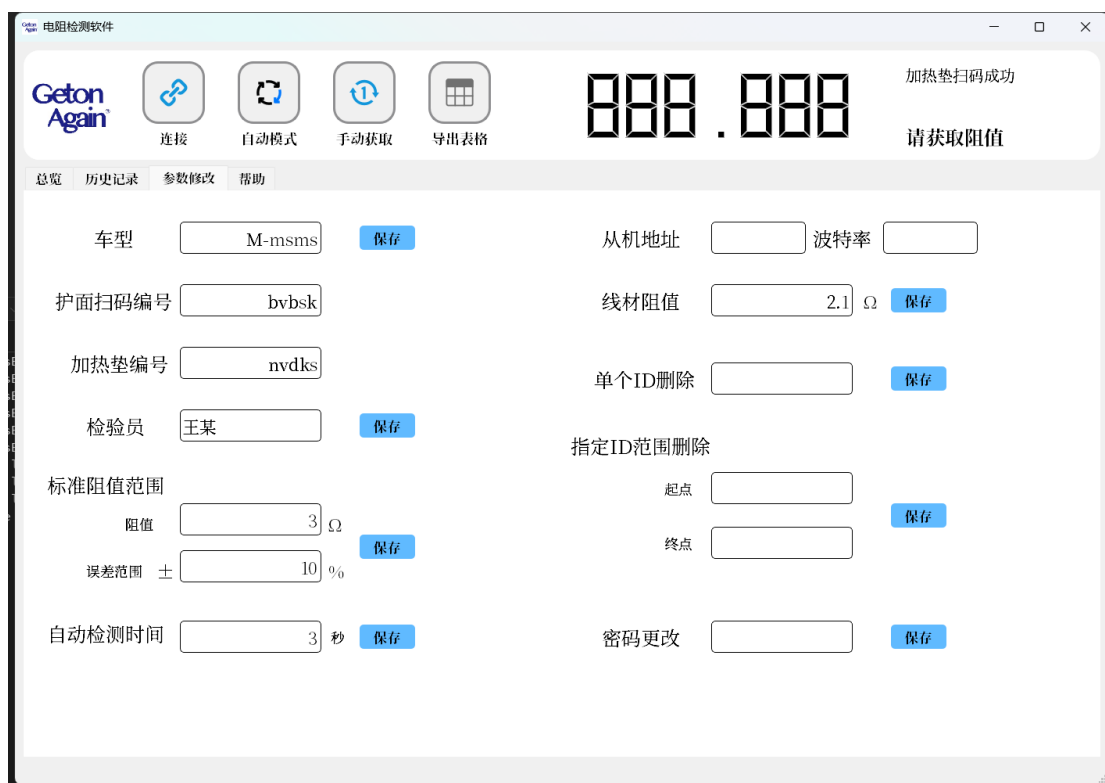 Geton Again 电阻检测软件
Geton Again
连接 自动模式 手动获取 导出表格
888.888
加热垫扫码成功
请获取阻值
总览 历史记录 参数修改 帮助
车型 M-msms 保存
护面扫码编号 bvbsk
加热垫编号 nvdks
检验员 王某 保存
标准阻值范围
阻值 3 Ω
误差范围 ± 10 %
保存
自动检测时间 3 秒 保存
从机地址 波特率
线材阻值 2.1 Ω 保存
单个ID删除 保存
指定ID范围删除
起点
终点
保存
密码更改 保存